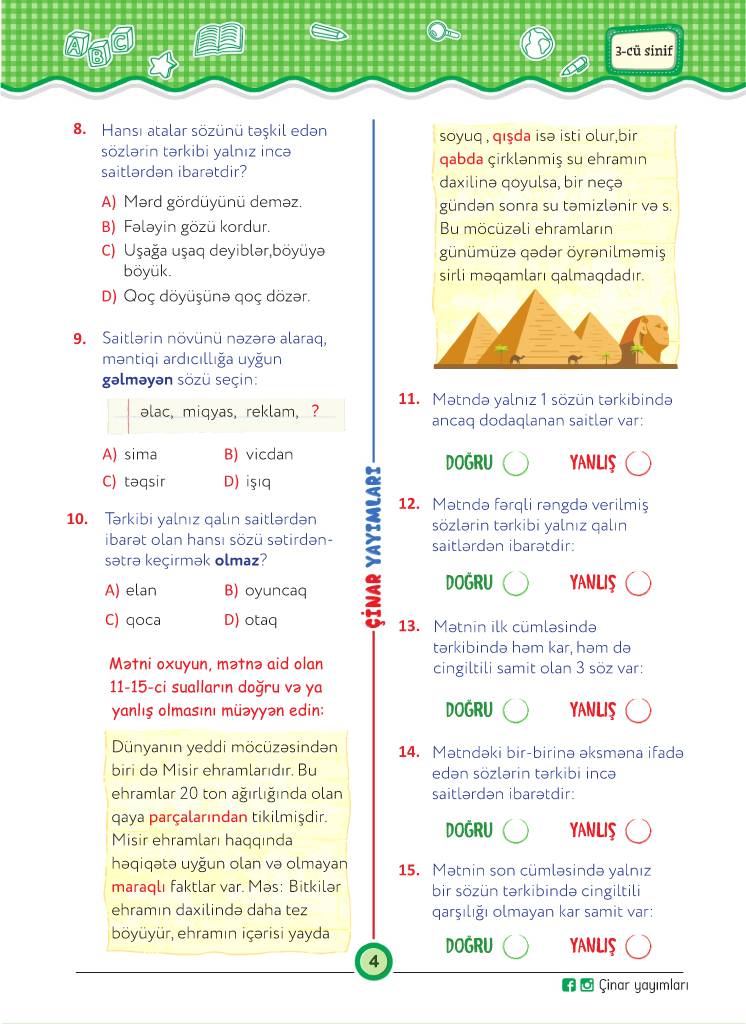 ABC
3-cü sinif
8. Hansı atalar sözünü təşkil edən
sözlərin tərkibi yalnız incə
saitlərdən ibarətdir?
A) Mərd gördüyünü deməz.
B) Fələyin gözü kordur.
C) Uşağa uşaq deyiblər,böyüyə
böyük.
D) Qoç döyüşünə qoç dözər.
9. Saitlərin növünü nəzərə alaraq,
məntiqi ardıcıllığa uyğun
gəlməyən sözü seçin:
əlac, miqyas, reklam, ?
A) sima B) vicdan
C) təqsir D) işıq
10. Tərkibi yalnız qalın saitlərdən
ibarət olan hansı sözü sətirdən-
sətrə keçirmək olmaz?
A) elan B) oyuncaq
C) qoca D) otaq
Mətni oxuyun, mətnə aid olan
11-15-ci sualların doğru və ya
yanlış olmasını müəyyən edin:
Dünyanın yeddi möcüzəsindən
biri də Misir ehramlarıdır. Bu
ehramlar 20 ton ağırlığında olan
qaya parçalarından tikilmişdir.
Misir ehramları haqqında
həqiqətə uyğun olan və olmayan
maraqlı faktlar var. Məs: Bitkilər
ehramın daxilində daha tez
böyüyür, ehramın içərisi yayda
ÇİNAR YAYIMLARI
soyuq , qışda isə isti olur,bir
qabda çirklənmiş su ehramın
daxilinə qoyulsa, bir neçə
gündən sonra su təmizlənir və s.
Bu möcüzəli ehramların
günümüzə qədər öyrənilməmiş
sirli məqamları qalmaqdadır.
11. Mətndə yalnız 1 sözün tərkibində
ancaq dodaqlanan saitlər var:
DOĞRU YANLIŞ
12. Mətndə fərqli rəngdə verilmiş
sözlərin tərkibi yalnız qalın
saitlərdən ibarətdir:
DOĞRU YANLIŞ
13. Mətnin ilk cümləsində
tərkibində həm kar, həm də
cingiltili samit olan 3 söz var:
DOĞRU YANLIŞ
14. Mətndəki bir-birinə əksməna ifadə
edən sözlərin tərkibi incə
saitlərdən ibarətdir:
DOĞRU YANLIŞ
15. Mətnin son cümləsində yalnız
bir sözün tərkibində cingiltili
qarşılığı olmayan kar samit var:
DOĞRU YANLIŞ
4
Çinar yayımları